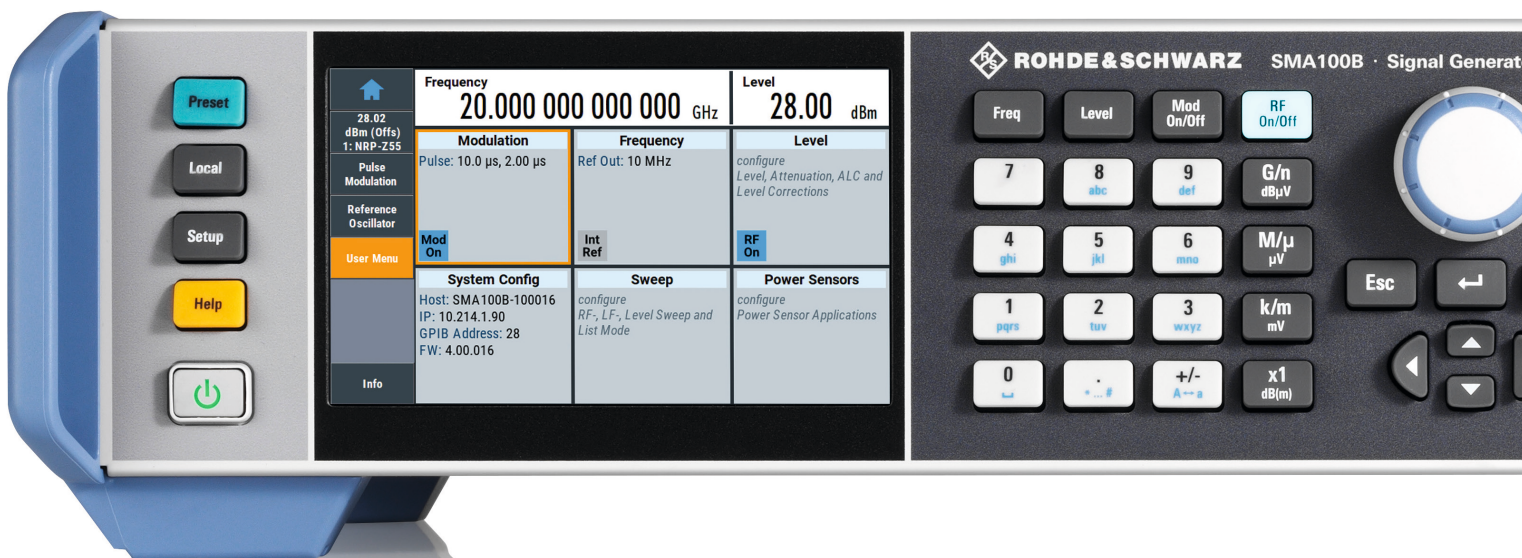 Preset
Local
Setup
Help
28.02
dBm (Offs)
1: NRP-Z55
Pulse
Modulation
Reference
Oscillator
User Menu
Info
Frequency
20.000 000 000 000 GHz
Level
28.00 dBm
Modulation
Pulse: 10.0 µs, 2.00 µs
Mod
On
Frequency
Ref Out: 10 MHz
Int
Ref
Level
configure
Level, Attenuation, ALC and
Level Corrections
RF
On
System Config
Host: SMA100B-100016
IP: 10.214.1.90
GPIB Address: 28
FW: 4.00.016
Sweep
configure
RF-, LF-, Level Sweep and
List Mode
Power Sensors
configure
Power Sensor Applications
R&S ROHDE&SCHWARZ SMA100B · Signal Generat
Freq
Level
Mod
On/Off
RF
On/Off
7
8
abc
9
def
G/n
dBµV
4
ghi
5
jkl
6
mno
M/µ
µV
1
pqrs
2
tuv
3
wxyz
k/m
mV
0
.
* ... #
+/-
A↔a
x1
dB(m)
Esc